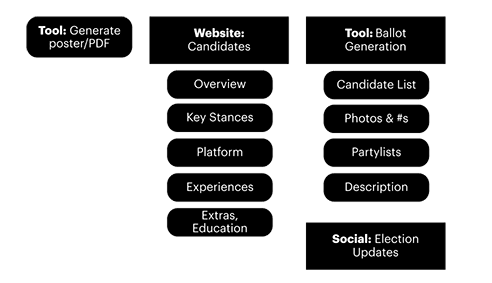 Tool: Generate
poster/PDF
Website:
Candidates
Overview
Key Stances
Platform
Experiences
Extras,
Education
Tool: Ballot
Generation
Candidate List
Photos & #s
Partylists
Description
Social: Election
Updates